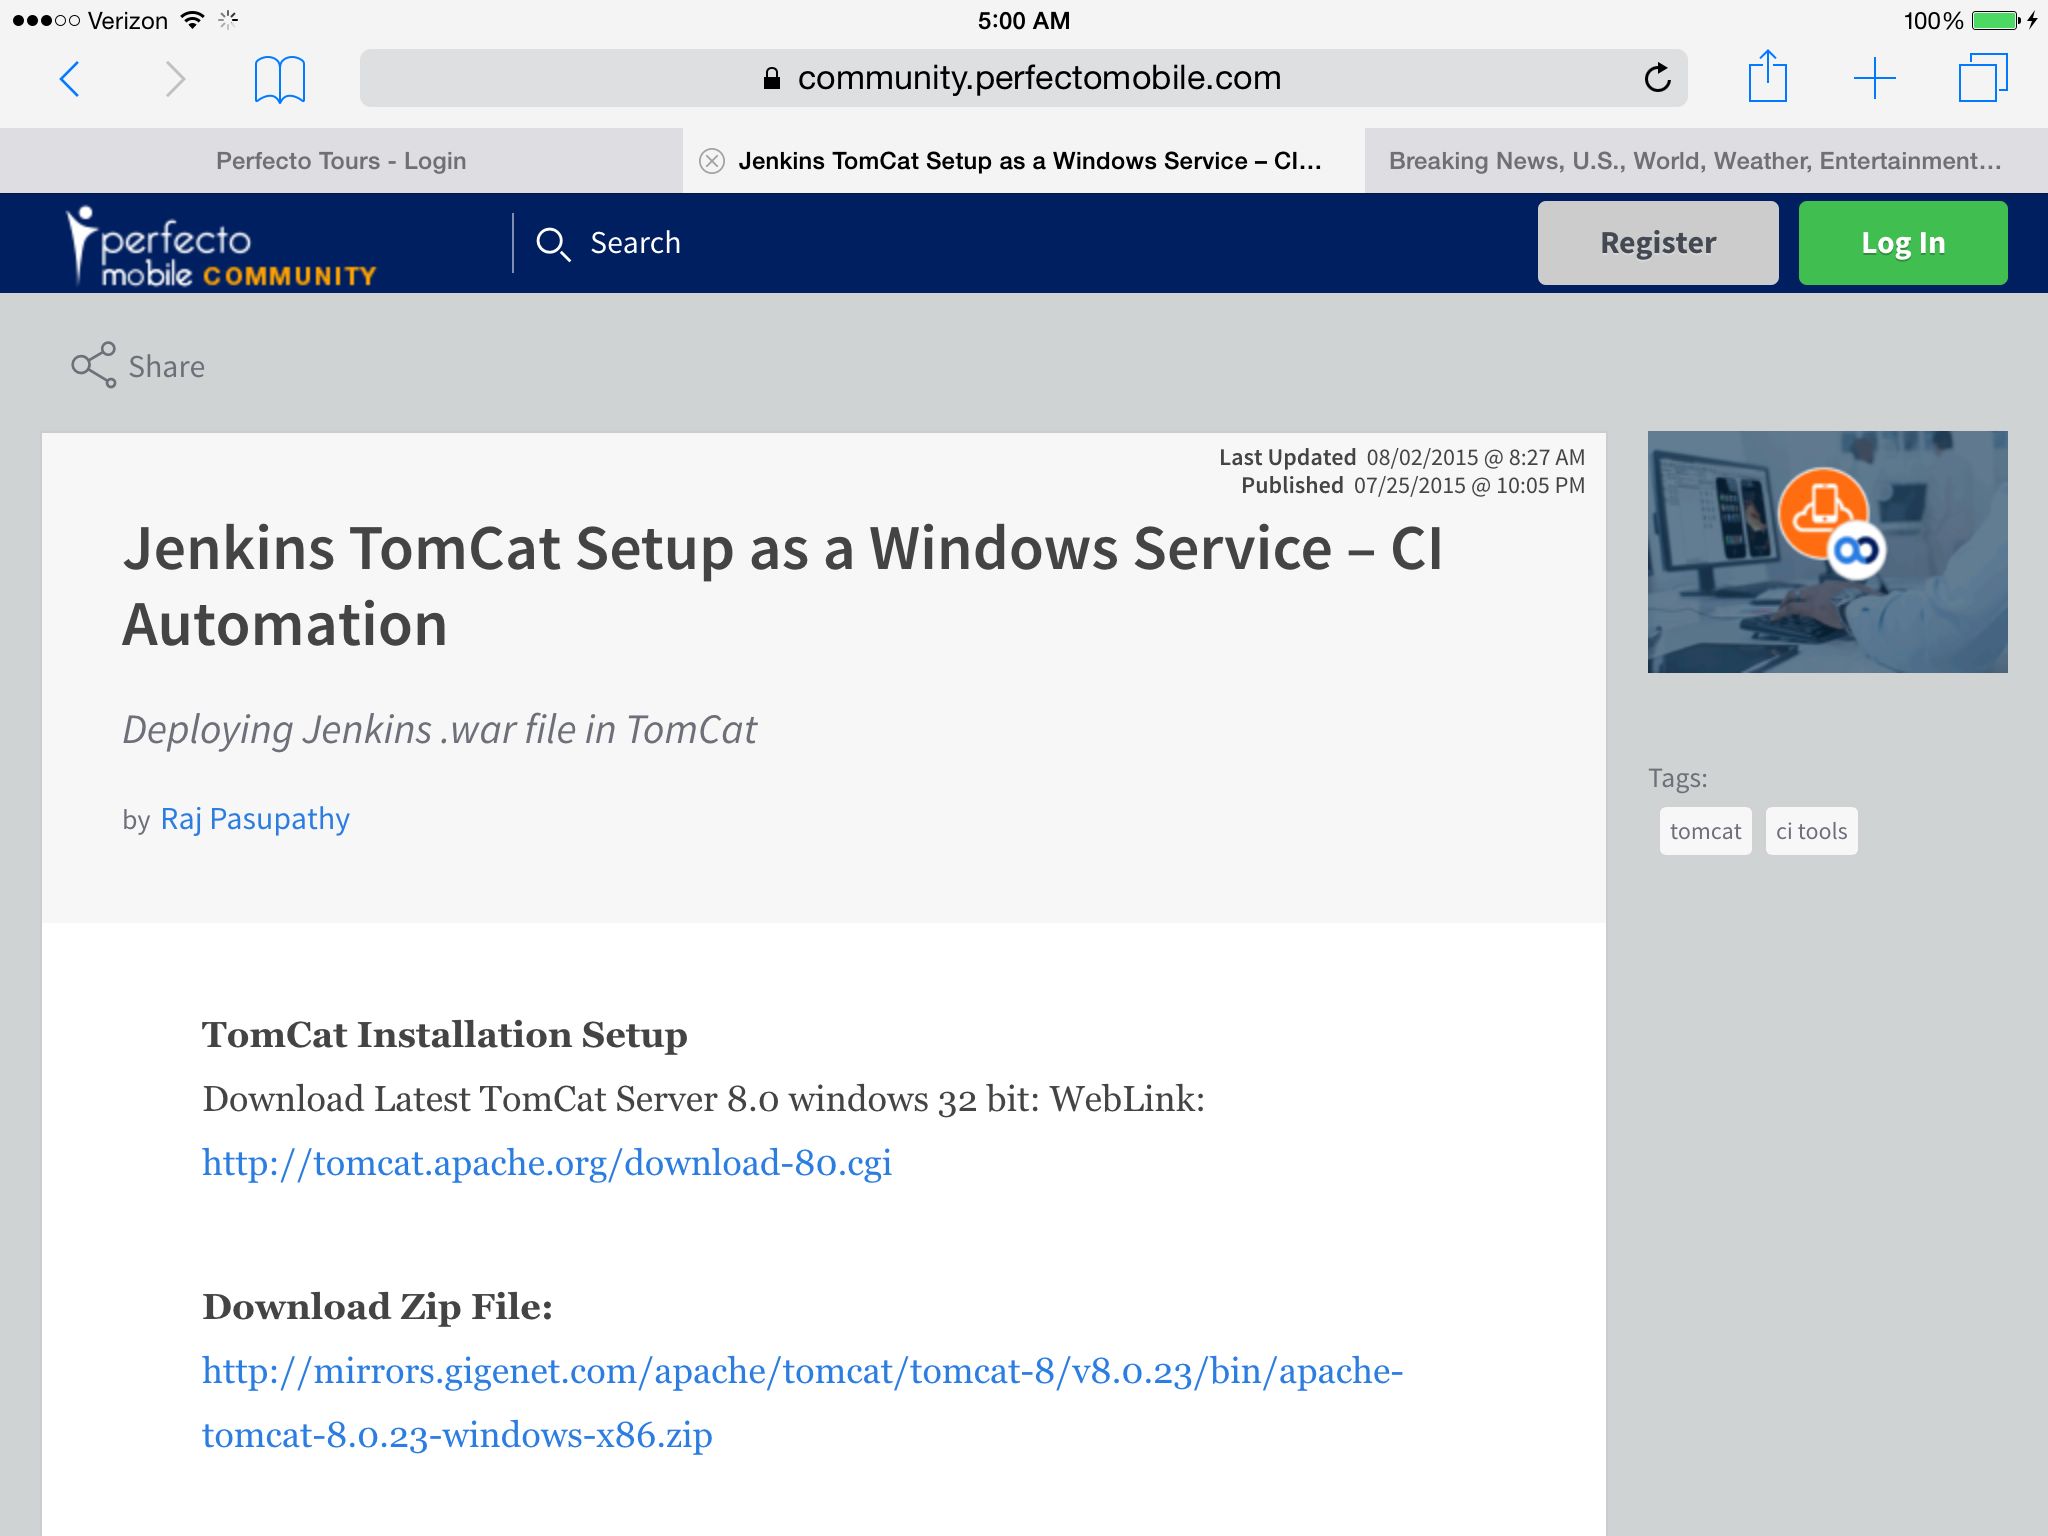 Verizon 5:00 AM 100%
community.perfectomobile.com
Perfecto Tours - Login
Jenkins TomCat Setup as a Windows Service – CI...
Breaking News, U.S., World, Weather, Entertainment...
perfecto
mobile COMMUNITY
Search
Register
Log In
Share
Last Updated 08/02/2015 @ 8:27 AM
Published 07/25/2015 @ 10:05 PM
Jenkins TomCat Setup as a Windows Service – CI
Automation
Deploying Jenkins .war file in TomCat
by Raj Pasupathy
Tags:
tomcat
ci tools
TomCat Installation Setup
Download Latest TomCat Server 8.0 windows 32 bit: WebLink:
http://tomcat.apache.org/download-80.cgi
Download Zip File:
http://mirrors.gigenet.com/apache/tomcat/tomcat-8/v8.0.23/bin/apache-
tomcat-8.0.23-windows-x86.zip